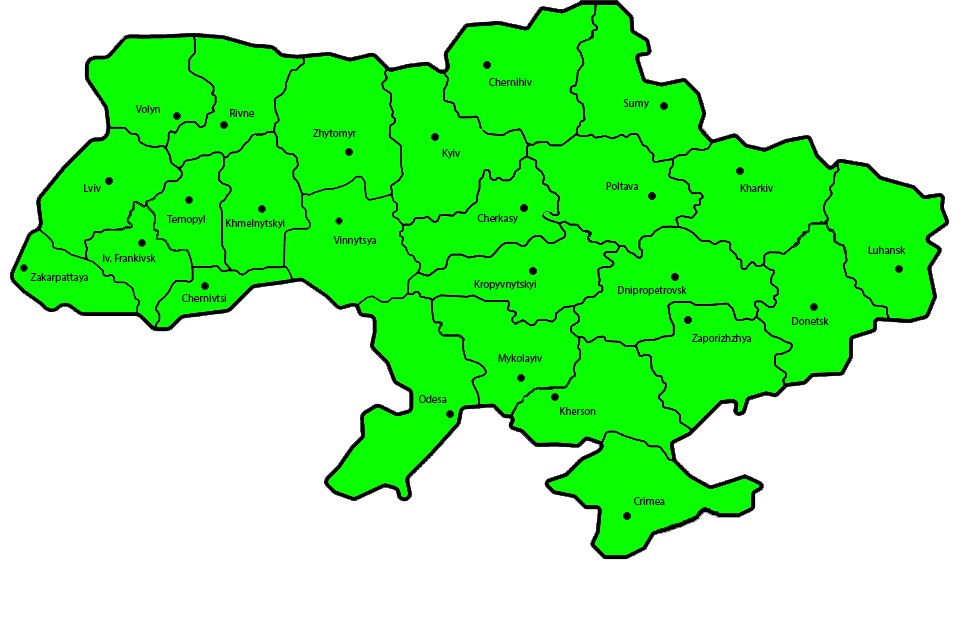 Chernihiv
Sumy
Volyn
Rivne
Zhytomyr
Kyiv
Lviv
Ternopyl
Khmelnytskyi
Poltava
Kharkiv
Cherkasy
Vinnytsya
Luhansk
Iv. Frankivsk
Zakarpattaya
Chernivtsi
Kropyvnytskyi
Dnipropetrovsk
Donetsk
Zaporizhzhya
Mykolayiv
Odesa
Kherson
Crimea